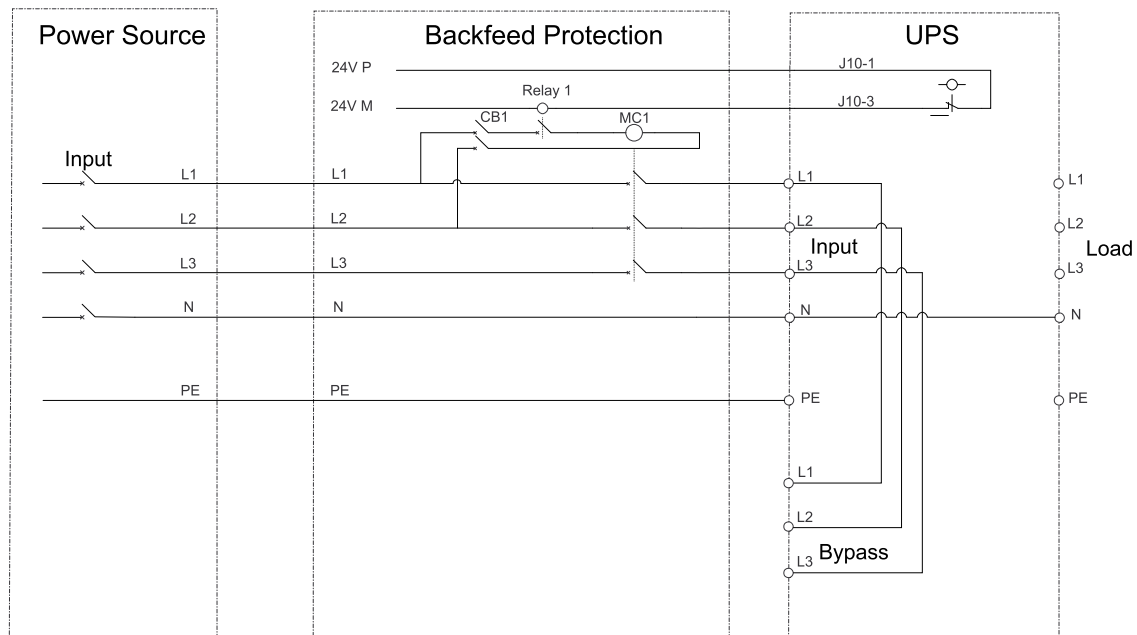 Power Source
Backfeed Protection
UPS
24V P
J10-1
Relay 1
24V M
J10-3
CB1
MC1
Input
L1
L1
L1
L1
L2
L2
L2
L2
Input
Load
L3
L3
L3
L3
N
N
N
N
PE
PE
PE
PE
L1
L2
Bypass
L3